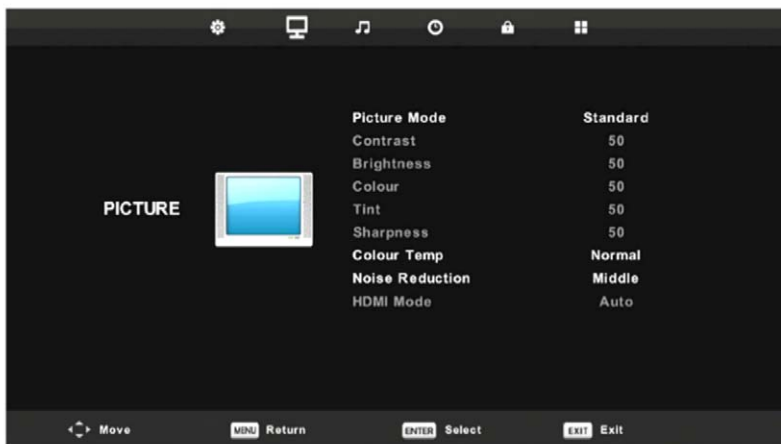 Picture Mode Standard
Contrast 50
Brightness 50
Colour 50
PICTURE
Tint 50
Sharpness 50
Colour Temp Normal
Noise Reduction Middle
HDMI Mode Auto
Move MENU Return ENTER Select EXIT Exit